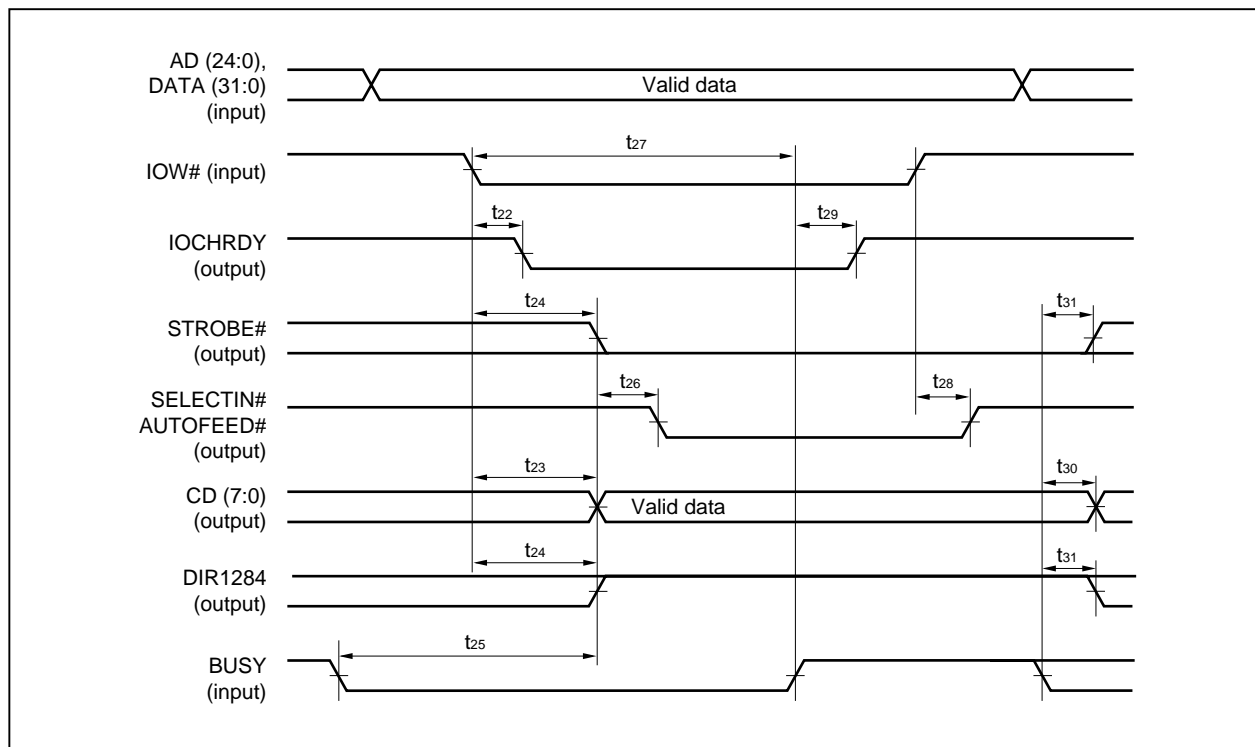 AD (24:0),
DATA (31:0)
(input)
Valid data
t27
IOW# (input)
t22
t29
IOCHRDY
(output)
t24
t31
STROBE#
(output)
t26
t28
SELECTIN#
AUTOFEED#
(output)
t23
t30
CD (7:0)
(output)
Valid data
t24
t31
DIR1284
(output)
t25
BUSY
(input)